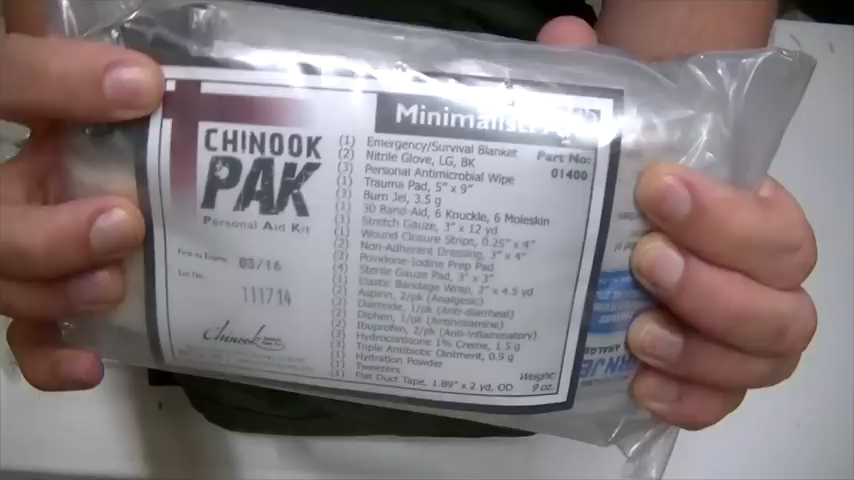 CHINOOK
PAK
Personal Aid Kit
First to Expire: 03/16
Lot No. 111714
Chinook
Minimalist
Part No:
01400
(1) Emergency/Survival Blanket
(2) Nitrile Glove, LG, BK
(3) Personal Antimicrobial Wipe
(1) Trauma Pad, 5" x 9"
(3) Burn Jel, 3.5 g
(1) 3D Band-Aid, 6 Knuckle, 6 Moleskin
(1) Stretch Gauze, 3" x 12 yd
Wound Closure Strips, 0.25" x 4"
(2) Non-Adherent Dressing, 3" x 4"
(3) Povidone-Iodine Prep Pad
(4) Sterile Gauze Pad, 3" x 3"
(1) Elastic Bandage Wrap, 2" x 4.5 yd
(2) Aspirin, 2/pk (Analgesic)
Diamode, 1/pk (Anti-diarrheal)
Diphen, 1/pk (Antihistamine)
(2) Ibuprofen, 2/pk (Anti-inflammatory)
(3) Hydrocortisone 1% Creme, 1.5 g
Triple Antibiotic Ointment, 0.9 g
(1) Hydration Powder
(1) Tweezers
(1) Flat Duct Tape, 1.89" x 2 yd, OD
Weight:
9 oz.